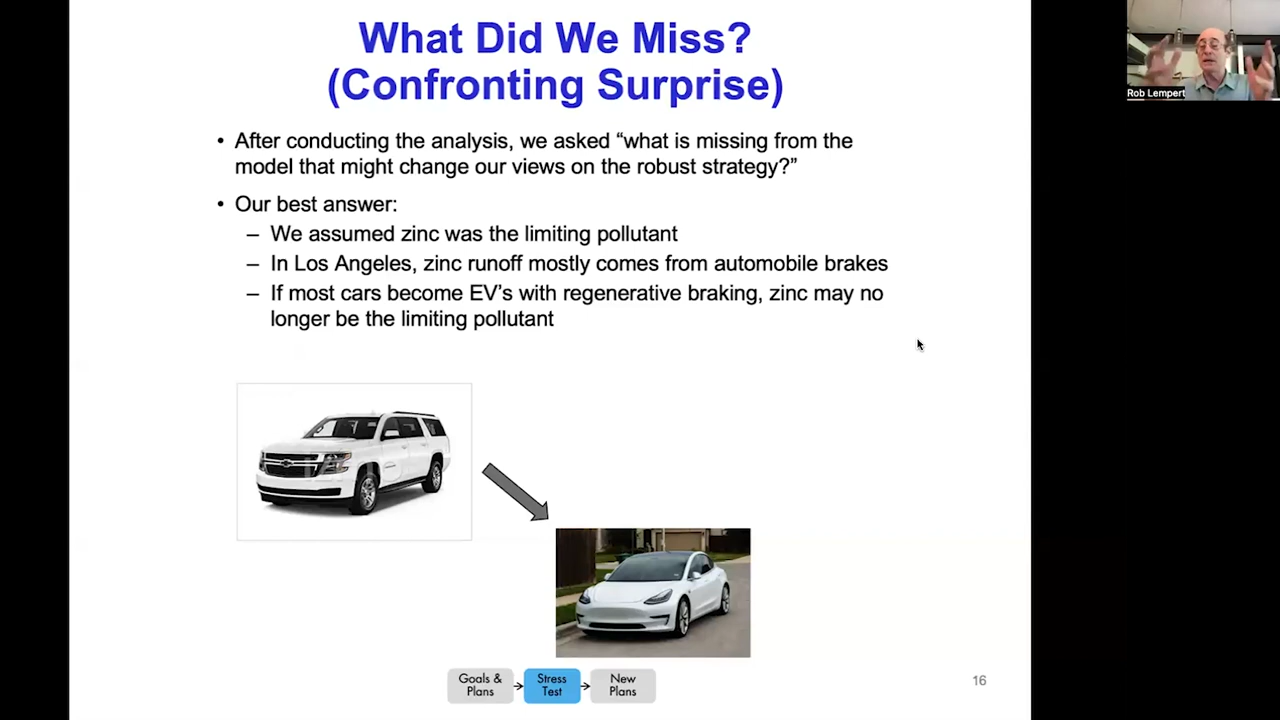 What Did We Miss?
(Confronting Surprise)
Rob Lempert
• After conducting the analysis, we asked “what is missing from the
model that might change our views on the robust strategy?”
• Our best answer:
– We assumed zinc was the limiting pollutant
– In Los Angeles, zinc runoff mostly comes from automobile brakes
– If most cars become EV’s with regenerative braking, zinc may no
longer be the limiting pollutant
Goals &
Plans
Stress
Test
New
Plans
16